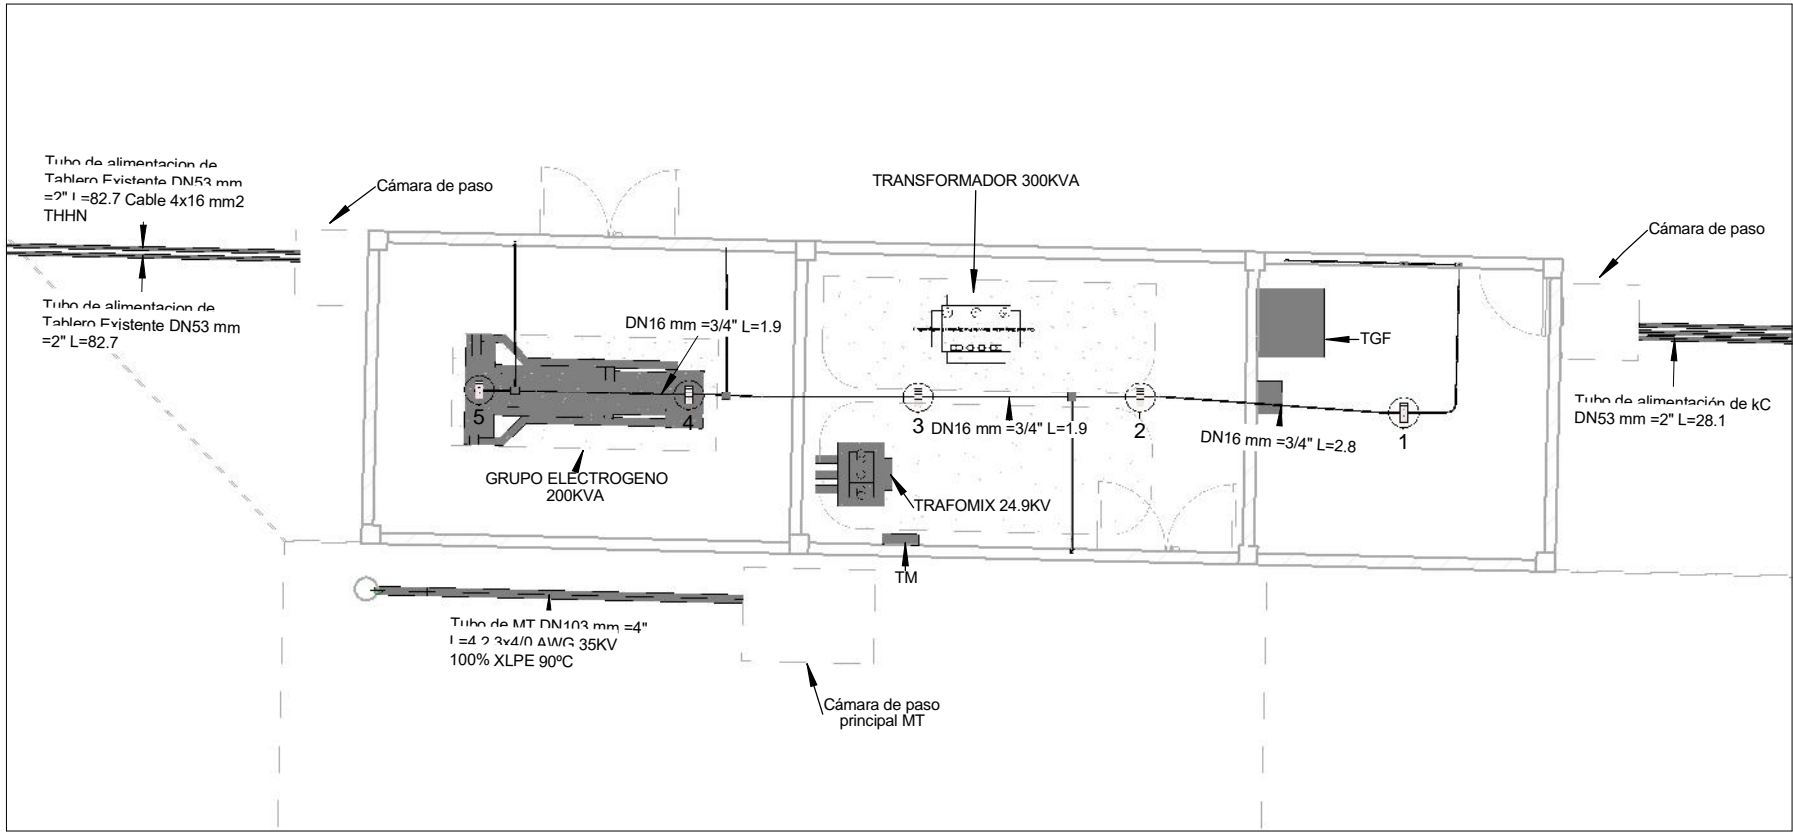 Tubo de alimentacion de
Tablero Existente DN53 mm
=2" L=82.7 Cable 4x16 mm2
THHN
Cámara de paso
TRANSFORMADOR 300KVA
Cámara de paso
Tubo de alimentacion de
Tablero Existente DN53 mm
=2" L=82.7
DN16 mm =3/4" L=1.9
TGF
5
4
3
DN16 mm =3/4" L=1.9
2
DN16 mm =3/4" L=2.8
1
Tubo de alimentación de kC
DN53 mm =2" L=28.1
GRUPO ELECTROGENO
200KVA
TRAFOMIX 24.9KV
TM
Tubo de MT DN103 mm =4"
L=4.2 3x4/0 AWG 35KV
100% XLPE 90ºC
Cámara de paso
principal MT